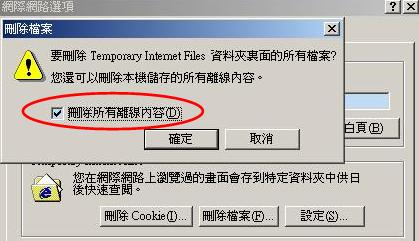 網際網路選項
刪除檔案
要刪除 Temporary Internet Files 資料夾裏面的所有檔案?
您還可以刪除本機儲存的所有離線內容。
刪除所有離線內容(D)
確定
取消
白頁(B)
Temporary Internet
您在網際網路上瀏覽過的畫面會存到特定資料夾中供日
後快速查閱。
刪除 Cookie(I)...
刪除檔案(F)...
設定(S)...